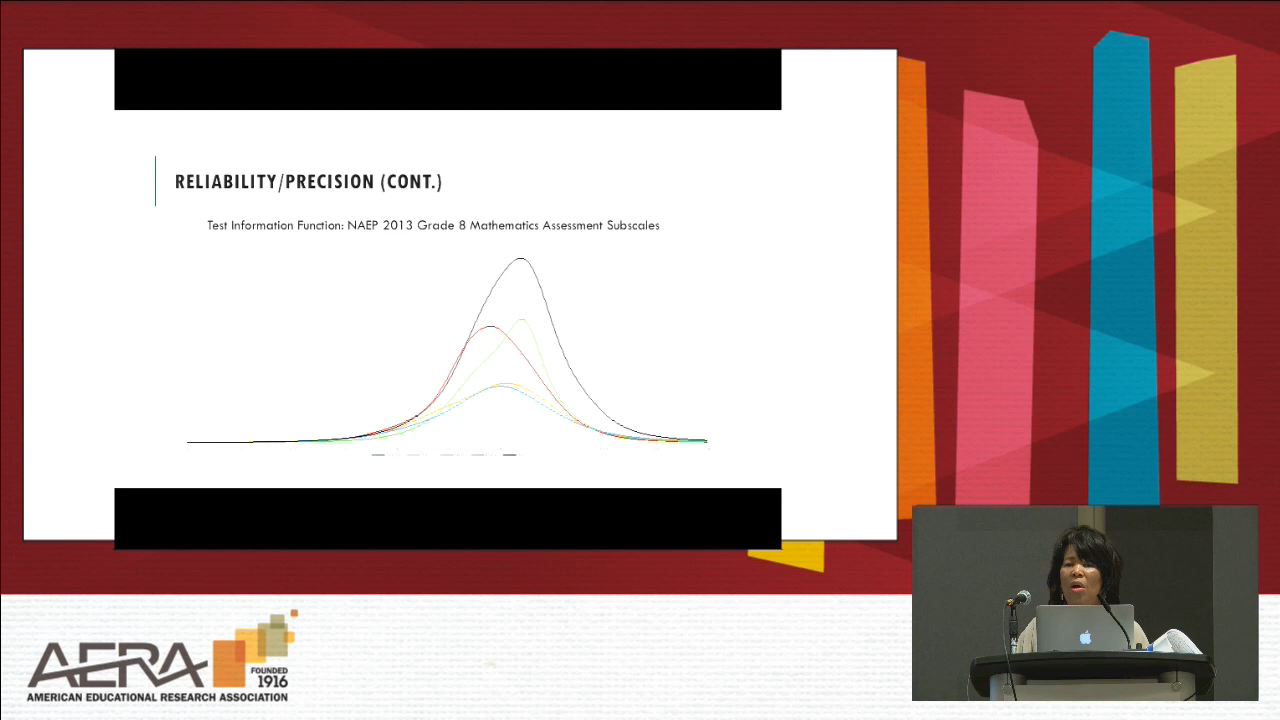 RELIABILITY/PRECISION (CONT.)
Test Information Function: NAEP 2013 Grade 8 Mathematics Assessment Subscales
AERA
FOUNDED
1916
AMERICAN EDUCATIONAL RESEARCH ASSOCIATION